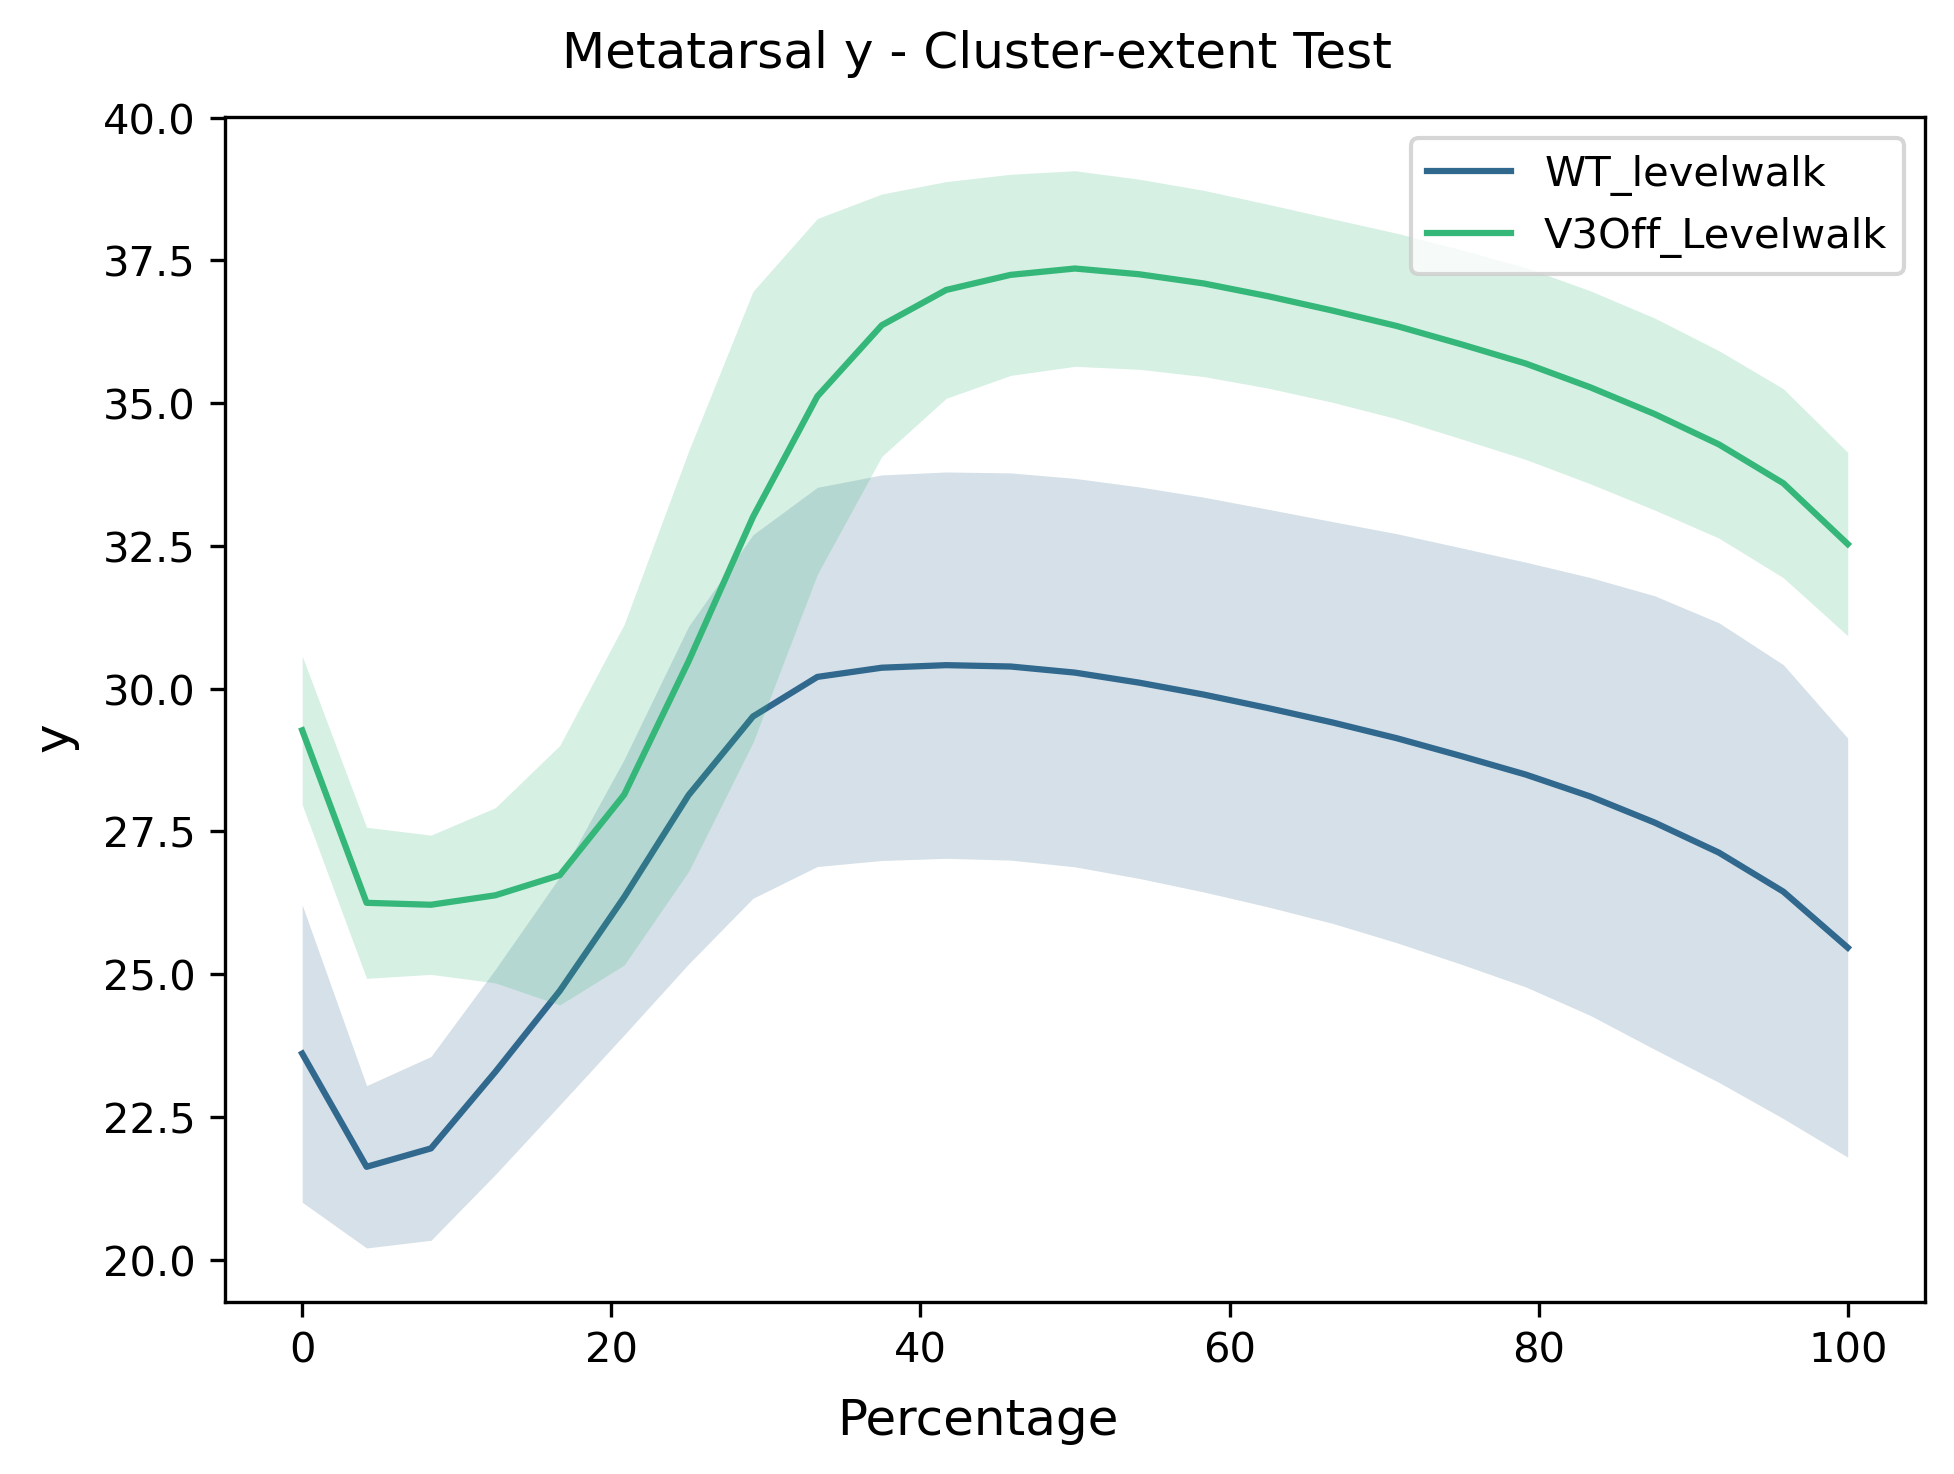 Metatarsal y - Cluster-extent Test
WT_levelwalk
V3Off_Levelwalk
40.0
37.5
35.0
32.5
30.0
27.5
25.0
22.5
20.0
y
0 20 40 60 80 100
Percentage